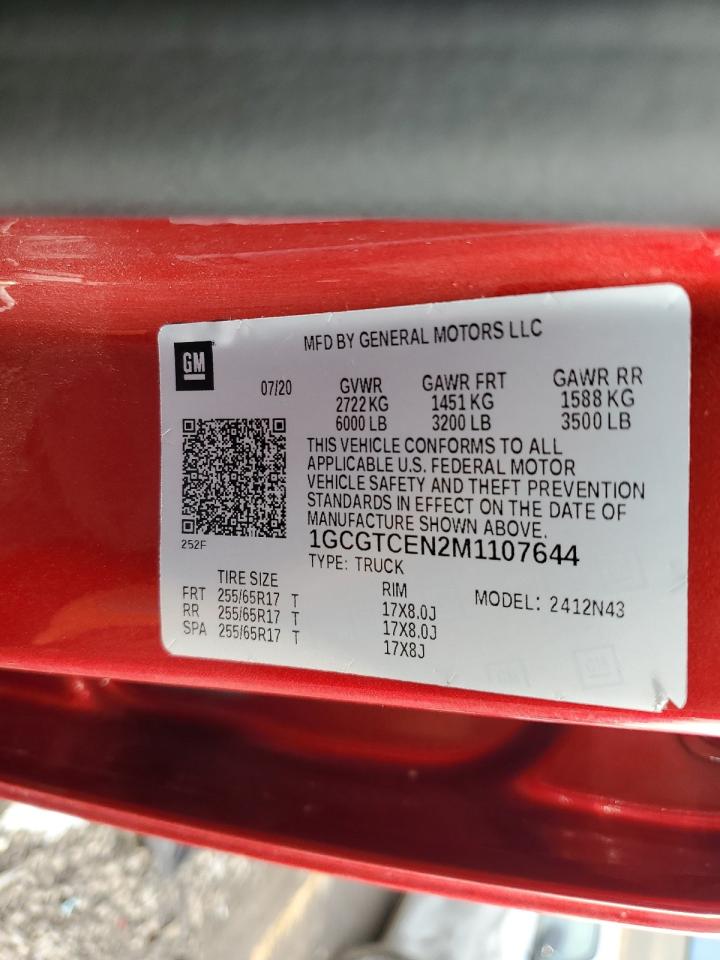 GM
MFD BY GENERAL MOTORS LLC
07/20 GVWR GAWR FRT GAWR RR
2722 KG 1451 KG 1588 KG
6000 LB 3200 LB 3500 LB
THIS VEHICLE CONFORMS TO ALL
APPLICABLE U.S. FEDERAL MOTOR
VEHICLE SAFETY AND THEFT PREVENTION
STANDARDS IN EFFECT ON THE DATE OF
MANUFACTURE SHOWN ABOVE.
252F
1GCGTCEN2M1107644
TYPE: TRUCK
TIRE SIZE RIM MODEL: 2412N43
FRT 255/65R17 T 17X8.0J
RR 255/65R17 T 17X8.0J
SPA 255/65R17 T 17X8J
GM
GM